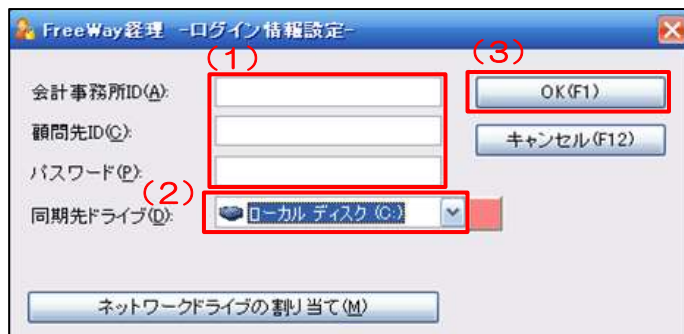 FreeWay経理 -ログイン情報設定-
(1)
(3)
会計事務所ID(A):
OK(F1)
顧問先ID(C):
キャンセル(F12)
パスワード(P):
(2)
同期先ドライブ(D):
ローカル ディスク (C:)
ネットワークドライブの割り当て(M)